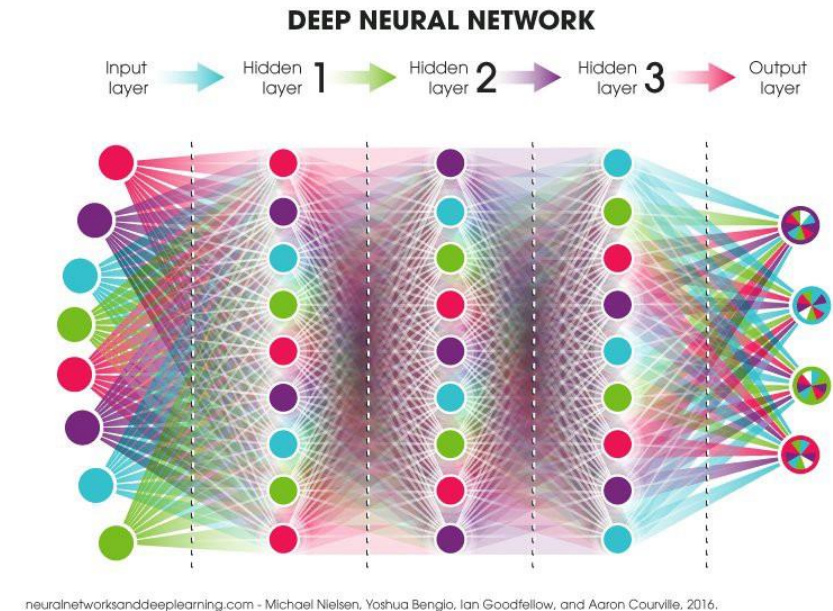 DEEP NEURAL NETWORK
Input
layer
Hidden
layer 1
Hidden
layer 2
Hidden
layer 3
Output
layer
neuralnetworksanddeeplearning.com - Michael Nielsen, Yoshua Bengio, Ian Goodfellow, and Aaron Courville, 2016.